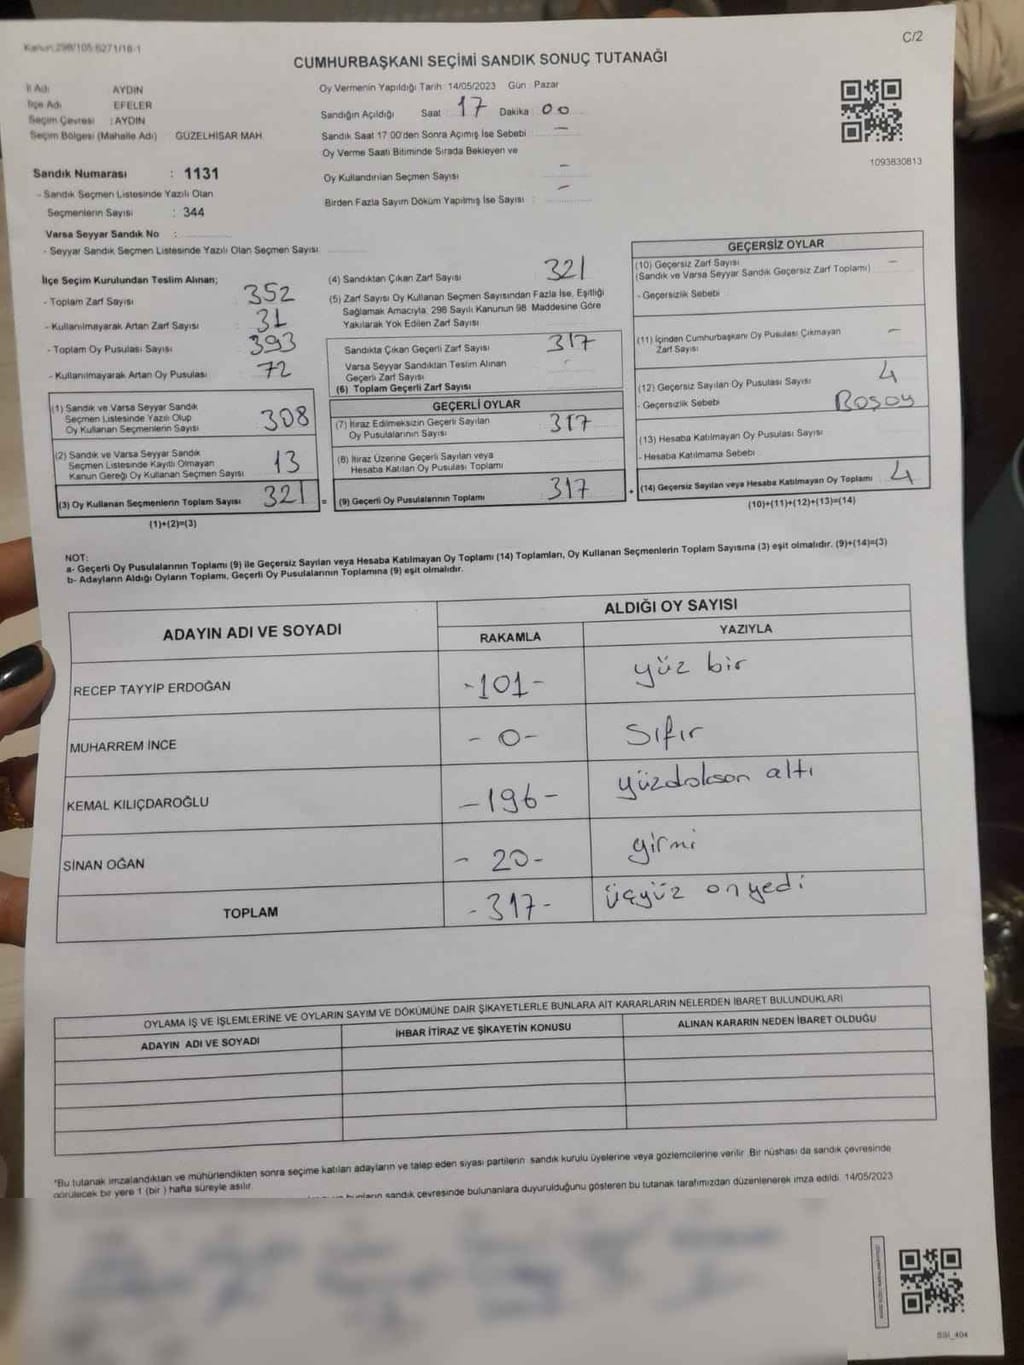 Kanun:298/105-6271/16-1
C/2
CUMHURBAŞKANI SEÇİMİ SANDIK SONUÇ TUTANAĞI
İl Adı AYDIN
İlçe Adı EFELER
Seçim Çevresi : AYDIN
Seçim Bölgesi (Mahalle Adı) GÜZELHİSAR MAH
Oy Vermenin Yapıldığı Tarih 14/05/2023 Gün : Pazar
Sandığın Açıldığı Saat 17 Dakika 00
Sandık Saat 17 00'den Sonra Açımış İse Sebebi –
Oy Verme Saati Bitiminde Sırada Bekleyen ve
Oy Kullandırılan Seçmen Sayısı –
Birden Fazla Sayım Döküm Yapılmış İse Sayısı : –
1093830813
Sandık Numarası : 1131
- Sandık Seçmen Listesinde Yazılı Olan
Seçmenlerin Sayısı : 344
Varsa Seyyar Sandık No :
- Seyyar Sandık Seçmen Listesinde Yazılı Olan Seçmen Sayısı:
İlçe Seçim Kurulundan Teslim Alınan;
- Toplam Zarf Sayısı 352
- Kullanılmayarak Artan Zarf Sayısı 31
- Toplam Oy Pusulası Sayısı 393
- Kullanılmayarak Artan Oy Pusulası 72
(1) Sandık ve Varsa Seyyar Sandık
Seçmen Listesinde Yazılı Olup
Oy Kullanan Seçmenlerin Sayısı 308
(2) Sandık ve Varsa Seyyar Sandık
Seçmen Listesinde Kayıtlı Olmayan
Kanun Gereği Oy Kullanan Seçmen Sayısı 13
(3) Oy Kullanan Seçmenlerin Toplam Sayısı 321 =
(1)+(2)=(3)
(4) Sandıktan Çıkan Zarf Sayısı 321
(5) Zarf Sayısı Oy Kullanan Seçmen Sayısından Fazla İse, Eşitliği
Sağlamak Amacıyla; 298 Sayılı Kanunun 98. Maddesine Göre
Yakılarak Yok Edilen Zarf Sayısı
Sandıkta Çıkan Geçerli Zarf Sayısı 317
Varsa Seyyar Sandıktan Teslim Alınan
Geçerli Zarf Sayısı -
(6) Toplam Geçerli Zarf Sayısı
GEÇERLİ OYLAR
(7) İtiraz Edilmeksizin Geçerli Sayılan
Oy Pusulalarının Sayısı 317
(8) İtiraz Üzerine Geçerli Sayılan veya
Hesaba Katılan Oy Pusulası Toplamı
(9) Geçerli Oy Pusulalarının Toplamı 317 +
GEÇERSİZ OYLAR
(10) Geçersiz Zarf Sayısı –
(Sandık ve Varsa Seyyar Sandık Geçersiz Zarf Toplamı)
- Geçersizlik Sebebi
(11) İçinden Cumhurbaşkanı Oy Pusulası Çıkmayan
Zarf Sayısı –
(12) Geçersiz Sayılan Oy Pusulası Sayısı 4
- Geçersizlik Sebebi
(13) Hesaba Katılmayan Oy Pusulası Sayısı
- Hesaba Katılmama Sebebi
(14) Geçersiz Sayılan veya Hesaba Katılmayan Oy Toplamı 4
(10)+(11)+(12)+(13)=(14)
NOT:
a- Geçerli Oy Pusulalarının Toplamı (9) ile Geçersiz Sayılan veya Hesaba Katılmayan Oy Toplamı (14) Toplamları, Oy Kullanan Seçmenlerin Toplam Sayısına (3) eşit olmalıdır. (9)+(14)=(3)
b- Adayların Aldığı Oyların Toplamı, Geçerli Oy Pusulalarının Toplamına (9) eşit olmalıdır.
ADAYIN ADI VE SOYADI
ALDIĞI OY SAYISI
RAKAMLA YAZIYLA
RECEP TAYYİP ERDOĞAN -101- yüz bir
MUHARREM İNCE -0- Sıfır
KEMAL KILIÇDAROĞLU -196- yüzdoksan altı
SİNAN OĞAN - 20- yirmi
TOPLAM -317- üçyüz onyedi
OYLAMA İŞ VE İŞLEMLERİNE VE OYLARIN SAYIM VE DÖKÜMÜNE DAİR ŞİKAYETLERLE BUNLARA AİT KARARLARIN NELERDEN İBARET BULUNDUKLARI
ADAYIN ADI VE SOYADI İHBAR İTİRAZ VE ŞİKAYETİN KONUSU ALINAN KARARIN NEDEN İBARET OLDUĞU
*Bu tutanak imzalandıktan ve mühürlendikten sonra seçime katılan adayların ve talep eden siyasi partilerin sandık kurulu üyelerine veya gözlemcilerine verilir. Bir nüshası da sandık çevresinde
görülecek bir yere 1 (bir ) hafta süreyle asılır.
bunların sandık çevresinde bulunanlara duyurulduğunu gösteren bu tutanak tarafımızdan düzenlenerek imza edildi. 14/05/2023
SSI_404